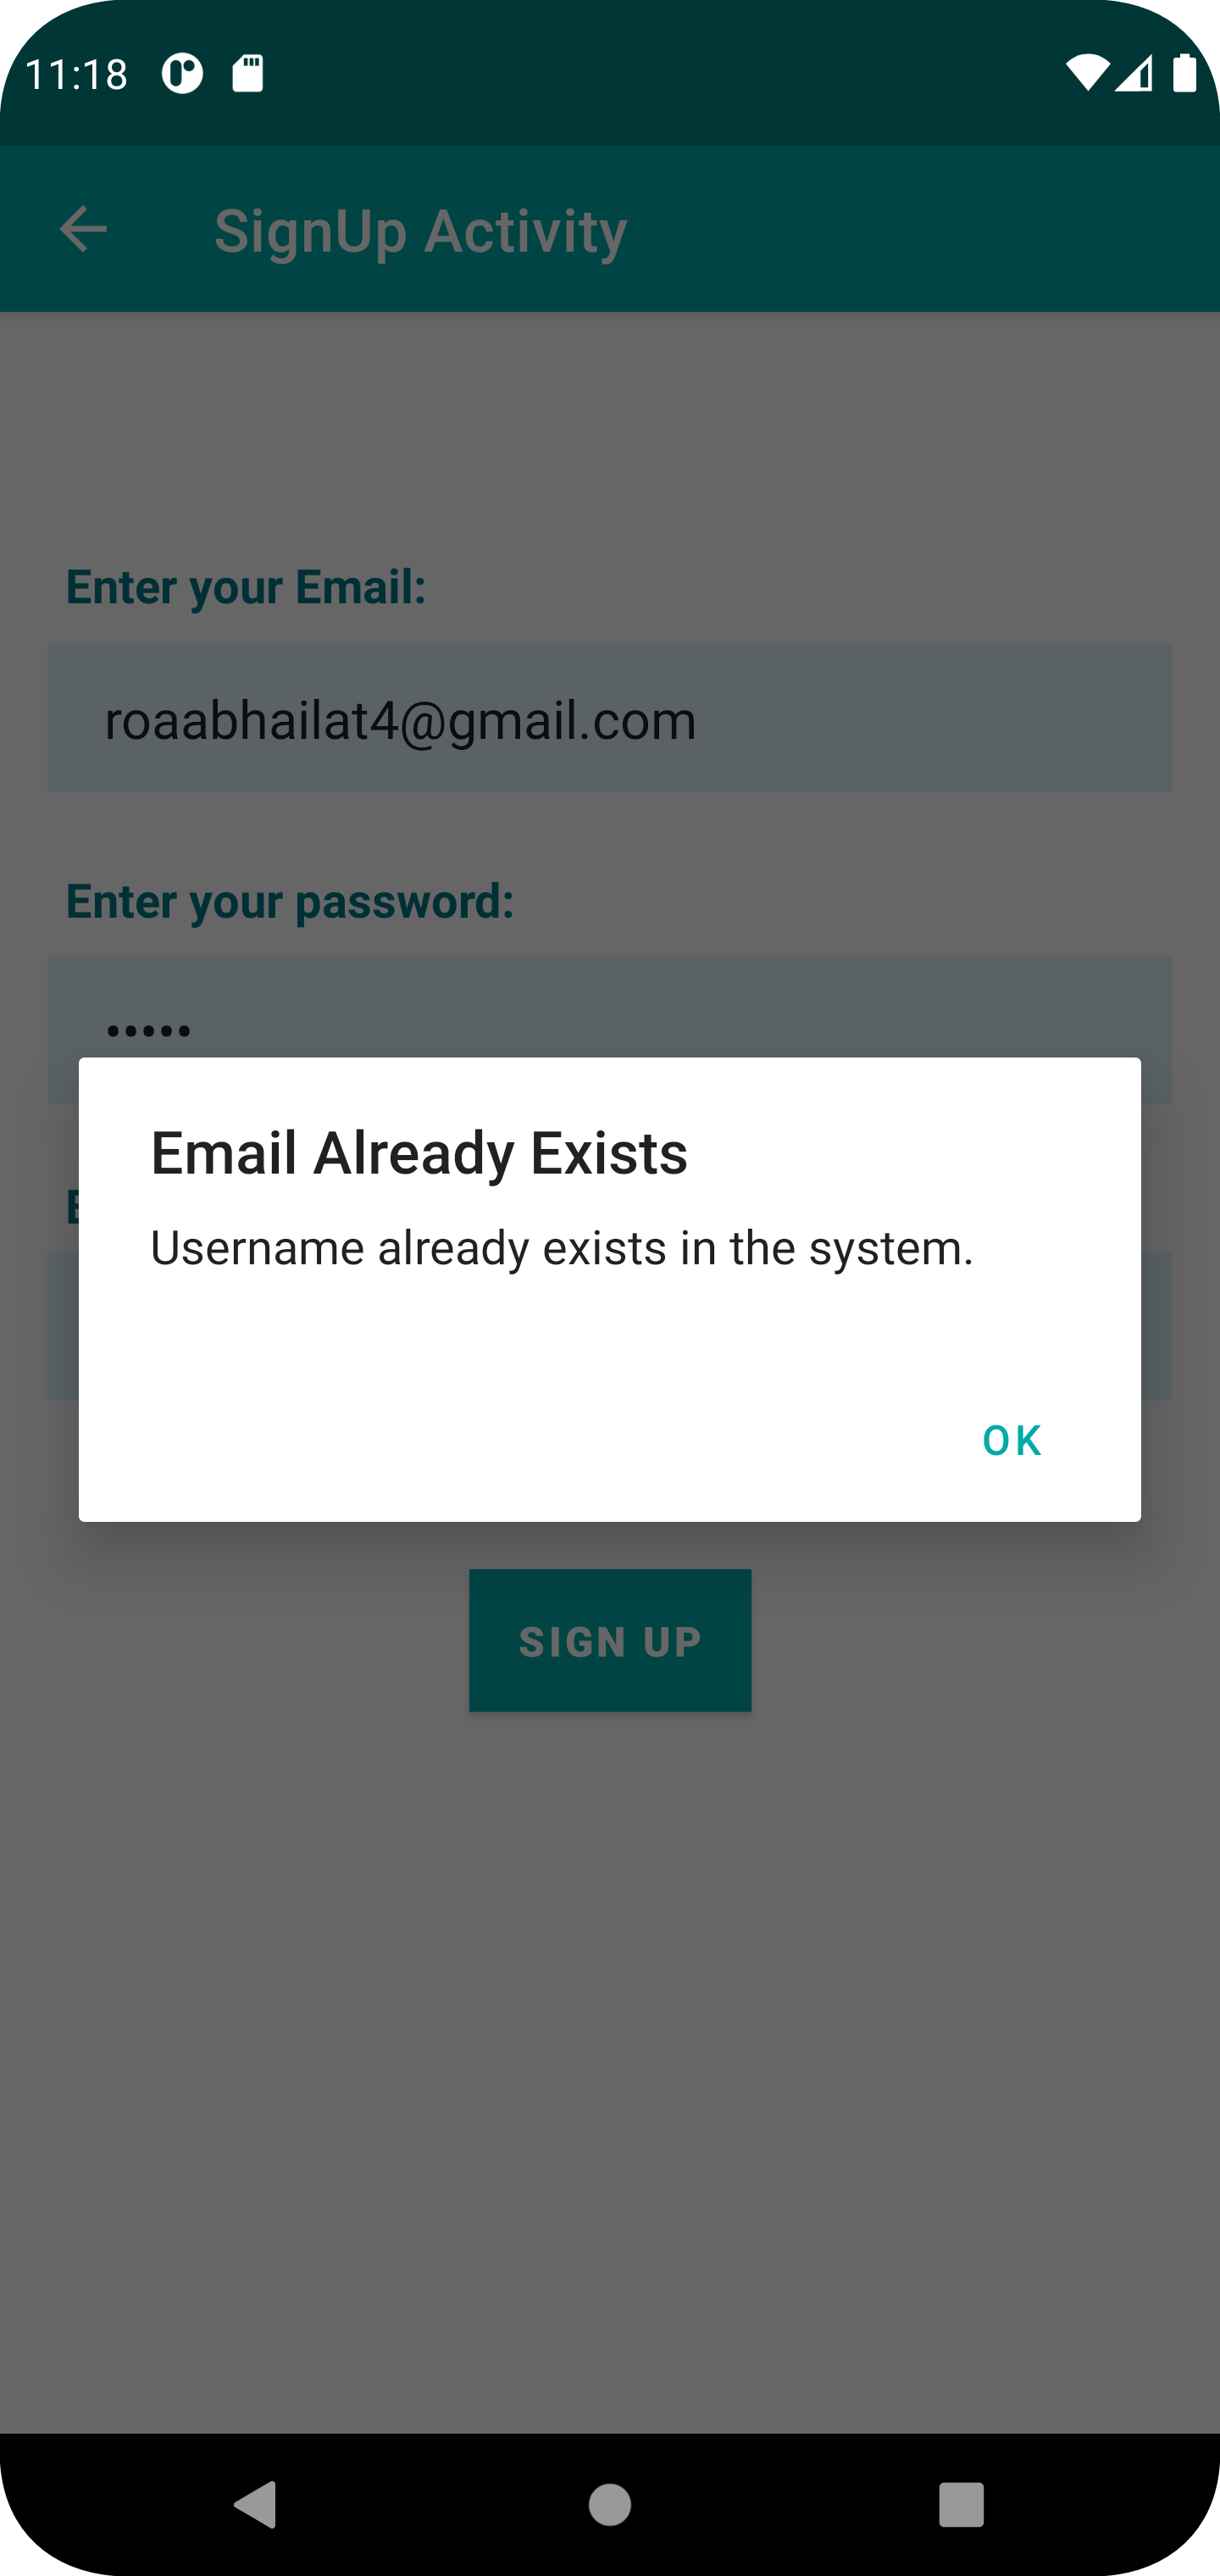 11:18
SignUp Activity
Enter your Email:
roaabhailat4@gmail.com
Enter your password:
•••••
Email Already Exists
Username already exists in the system.
OK
SIGN UP